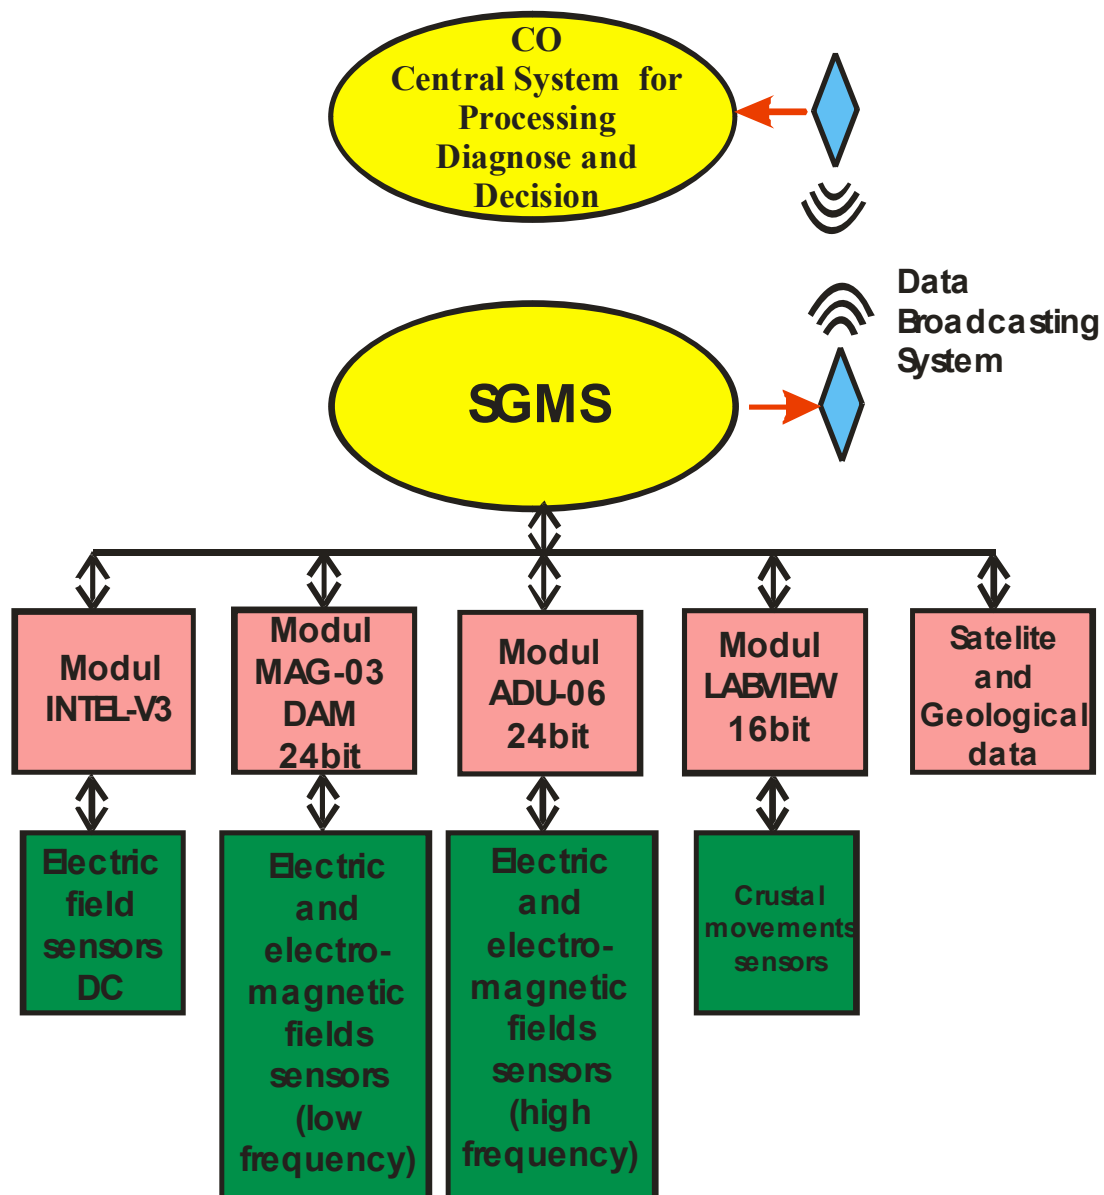 CO
Central System for
Processing
Diagnose and
Decision
Data
Broadcasting
System
SGMS
Modul
INTEL-V3
Modul
MAG-03
DAM
24bit
Modul
ADU-06
24bit
Modul
LABVIEW
16bit
Satelite
and
Geological
data
Electric
field
sensors
DC
Electric
and
electro-
magnetic
fields
sensors
(low
frequency)
Electric
and
electro-
magnetic
fields
sensors
(high
frequency)
Crustal
movements
sensors